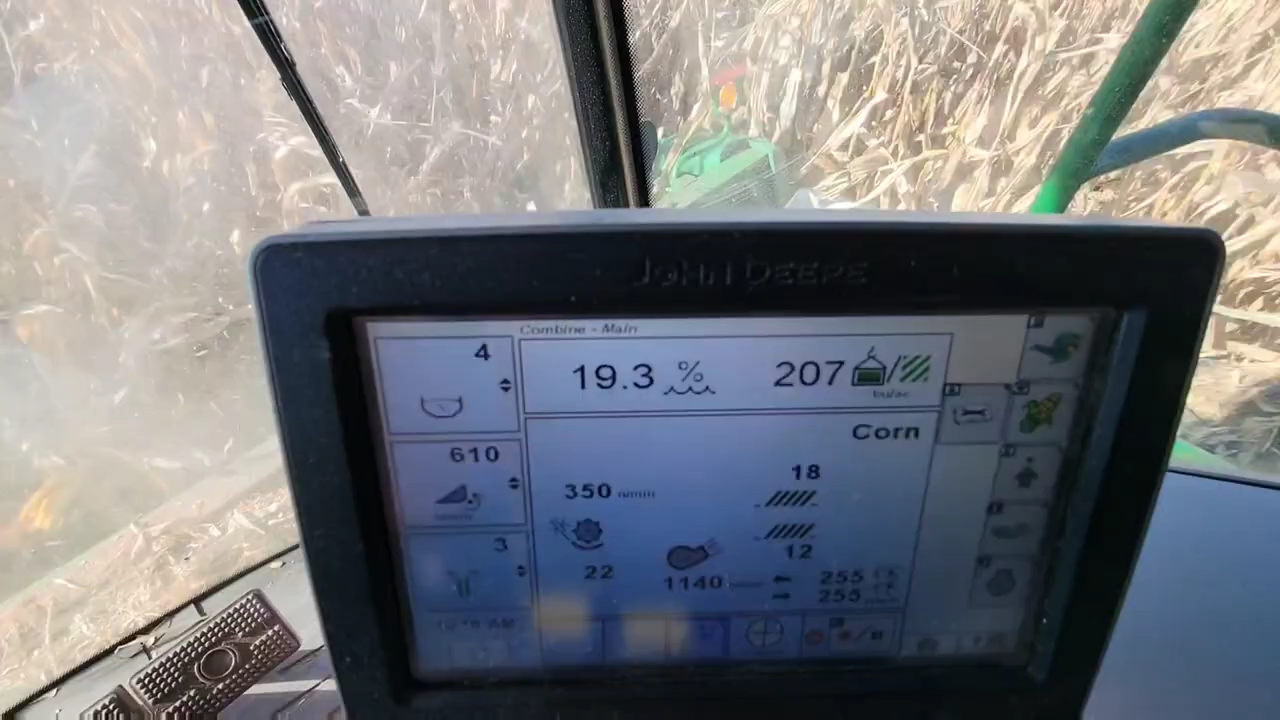 JOHN DEERE
Combine - Main
4
19.3 %
207 bu/ac
Corn
610
350 n/min
18
12
3
22
1140
255
255